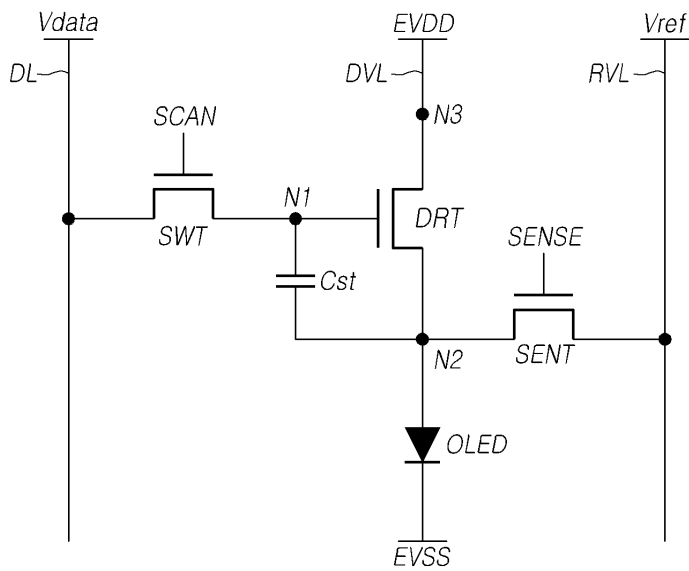 Vdata
EVDD
Vref
DL
DVL
RVL
N3
SCAN
N1
DRT
SWT
SENSE
Cst
N2
SENT
OLED
EVSS